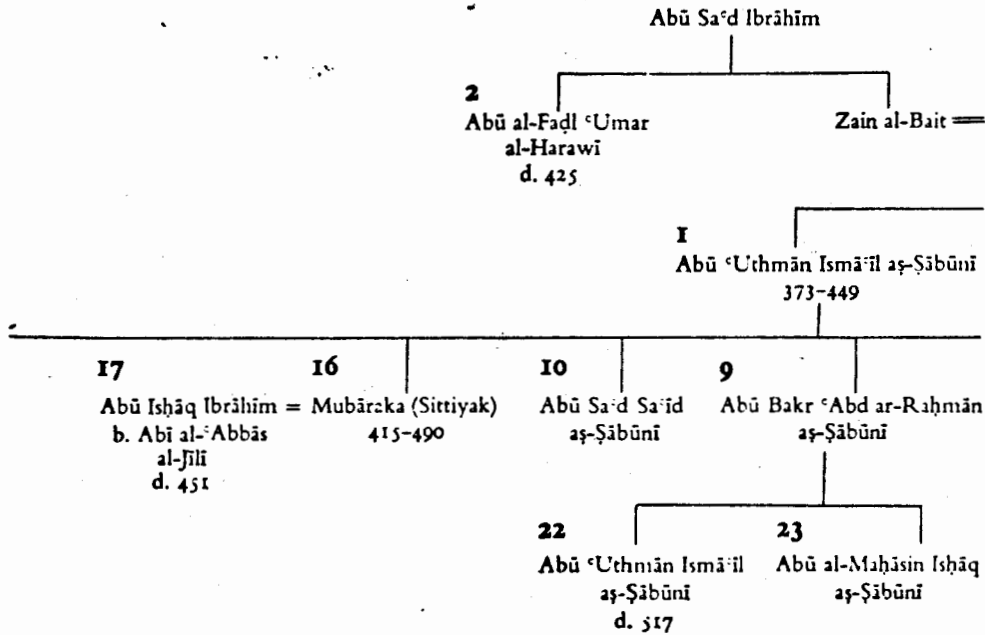 Abū Saʿd Ibrāhīm
2
Abū al-Faḍl ʿUmar
al-Harawī
d. 425
Zain al-Bait
1
Abū ʿUthmān Ismāʿīl aṣ-Ṣābūnī
373–449
17
Abū Isḥāq Ibrāhīm =
b. Abī al-ʿAbbās
al-Jīlī
d. 451
16
Mubāraka (Sittiyak)
415–490
10
Abū Saʿd Saʿīd
aṣ-Ṣābūnī
9
Abū Bakr ʿAbd ar-Raḥmān
aṣ-Ṣābūnī
22
Abū ʿUthmān Ismāʿīl
aṣ-Ṣābūnī
d. 517
23
Abū al-Maḥāsin Isḥāq
aṣ-Ṣābūnī